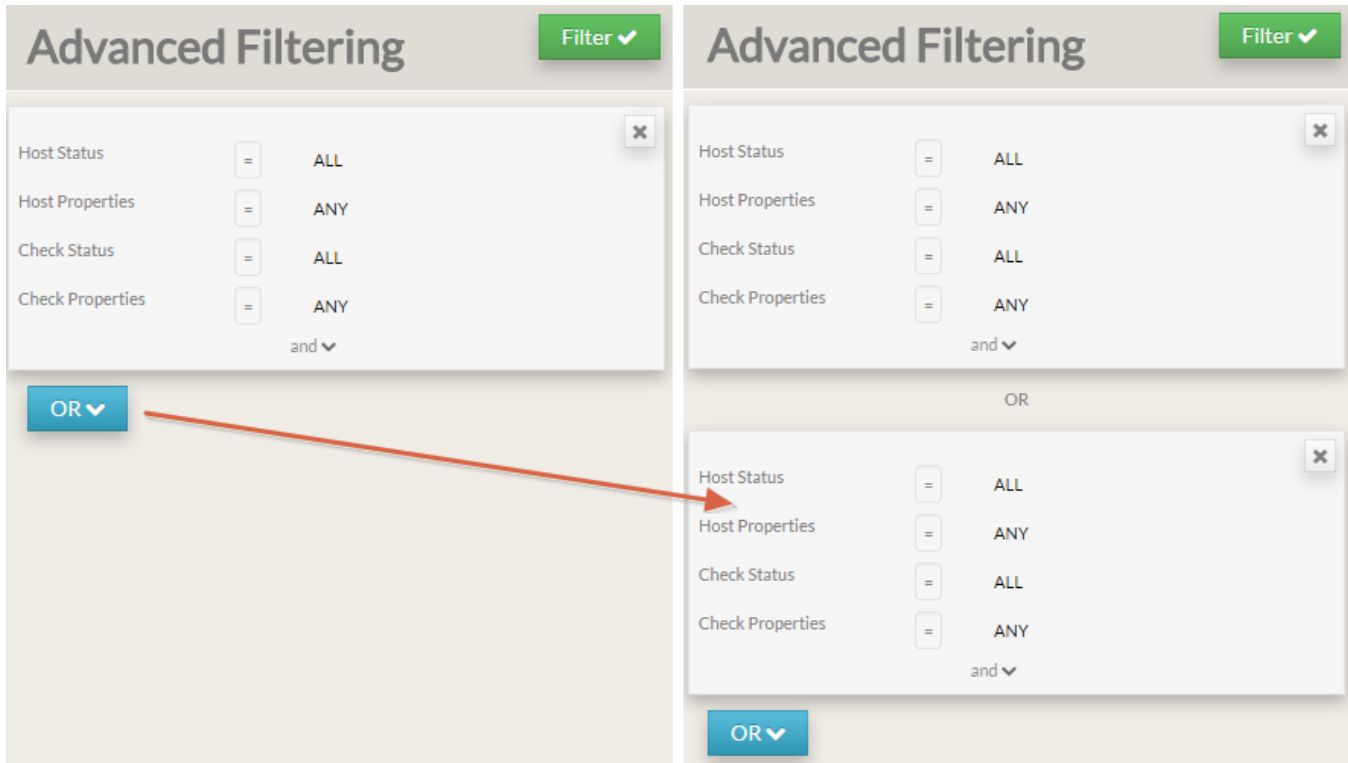 Advanced Filtering
Filter
Host Status = ALL
Host Properties = ANY
Check Status = ALL
Check Properties = ANY
and
OR
Advanced Filtering
Filter
Host Status = ALL
Host Properties = ANY
Check Status = ALL
Check Properties = ANY
and
OR
Host Status = ALL
Host Properties = ANY
Check Status = ALL
Check Properties = ANY
and
OR